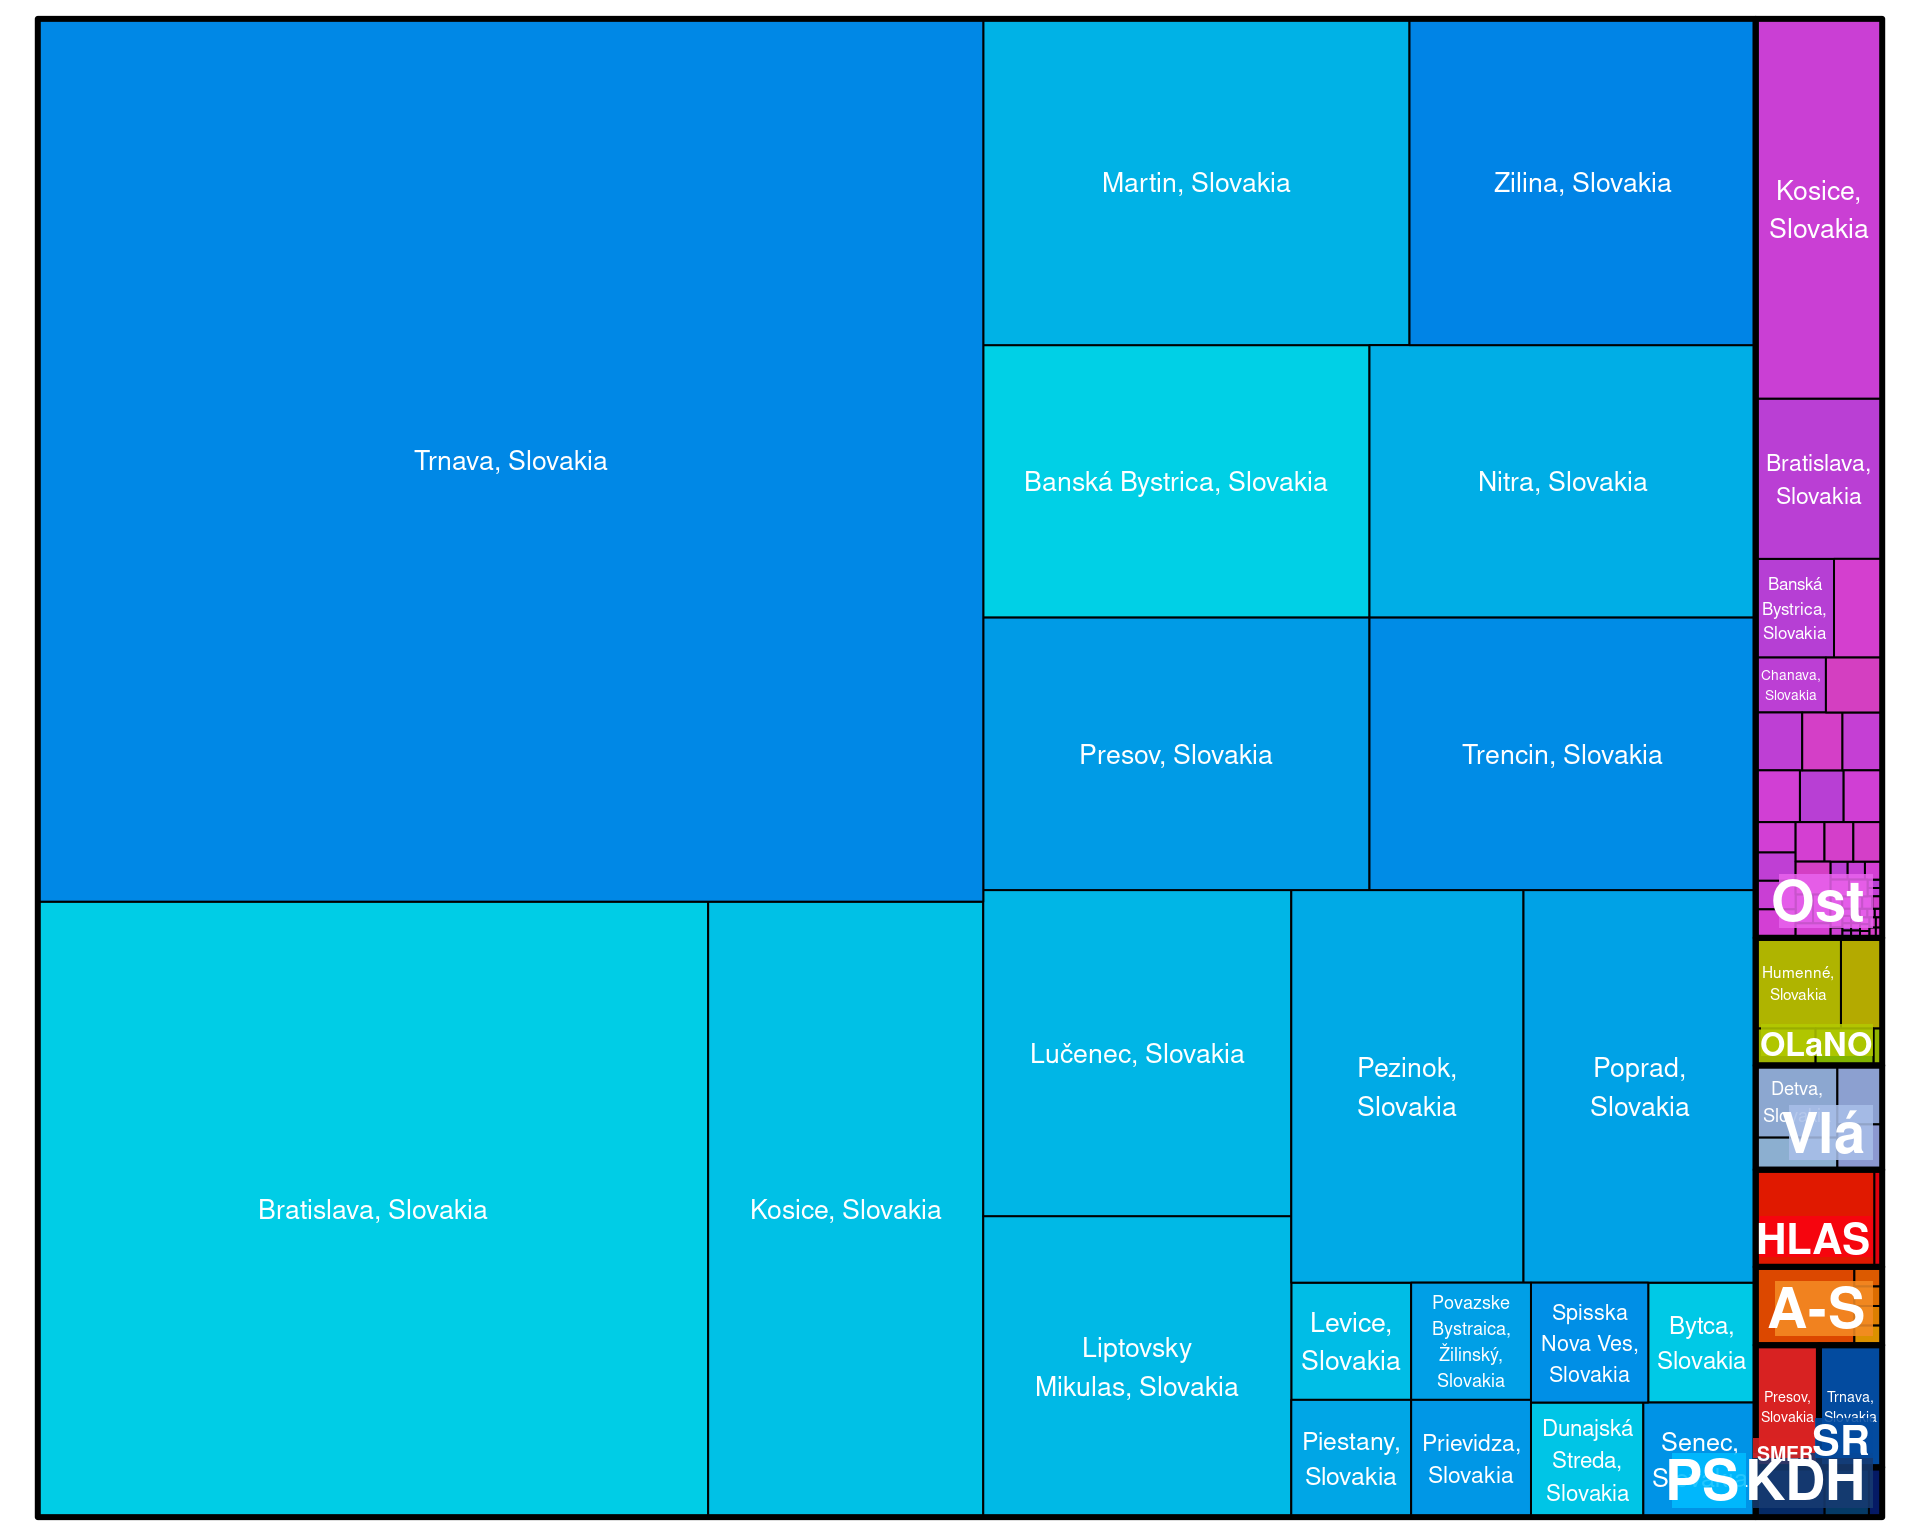 Trnava, Slovakia
Martin, Slovakia
Zilina, Slovakia
Banská Bystrica, Slovakia
Nitra, Slovakia
Presov, Slovakia
Trencin, Slovakia
Bratislava, Slovakia
Kosice, Slovakia
Lučenec, Slovakia
Liptovsky
Mikulas, Slovakia
Pezinok,
Slovakia
Poprad,
Slovakia
Levice,
Slovakia
Povazske
Bystraica,
Žilinský,
Slovakia
Spisska
Nova Ves,
Slovakia
Bytca,
Slovakia
Piestany,
Slovakia
Prievidza,
Slovakia
Dunajská
Streda,
Slovakia
Senec,
PS
Kosice,
Slovakia
Bratislava,
Slovakia
Banská
Bystrica,
Slovakia
Chanava,
Slovakia
Ost
Humenné,
Slovakia
OLaNO
Detva,
Vlá
HLAS
A-S
Presov,
Slovakia
SMER
Trnava,
Slovakia
SR
KDH